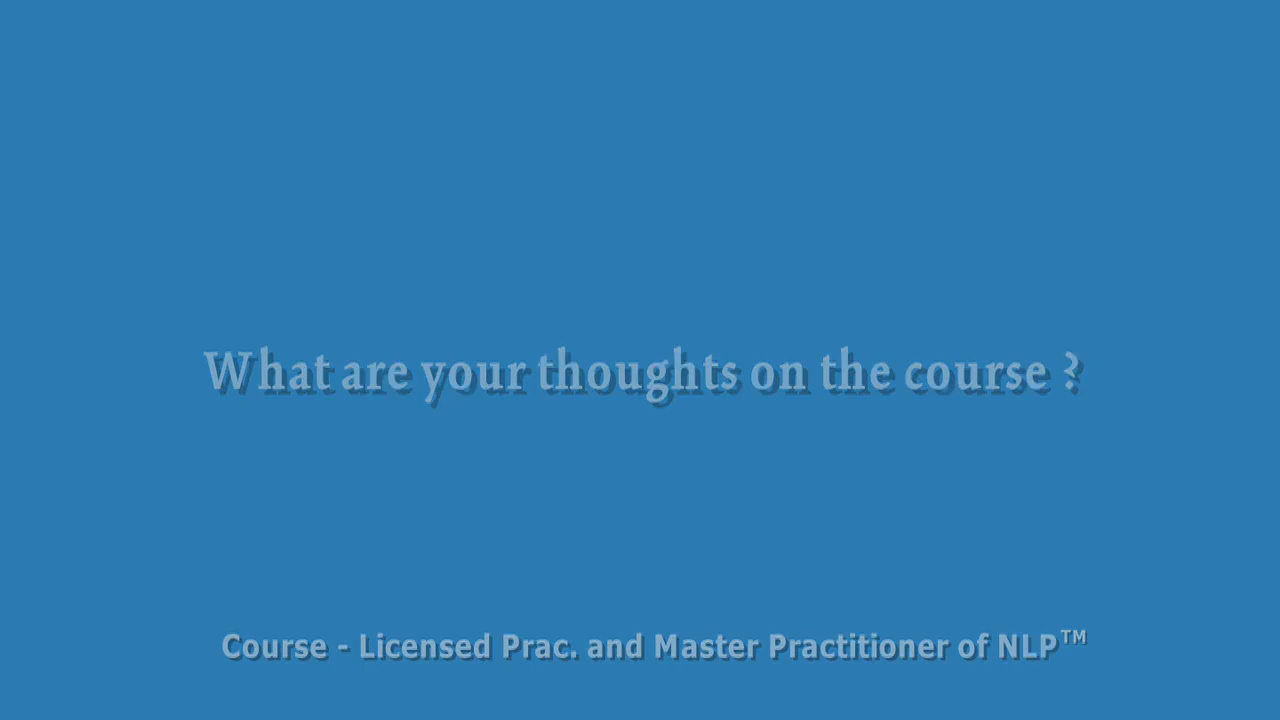 What are your thoughts on the course ?
Course - Licensed Prac. and Master Practitioner of NLP™